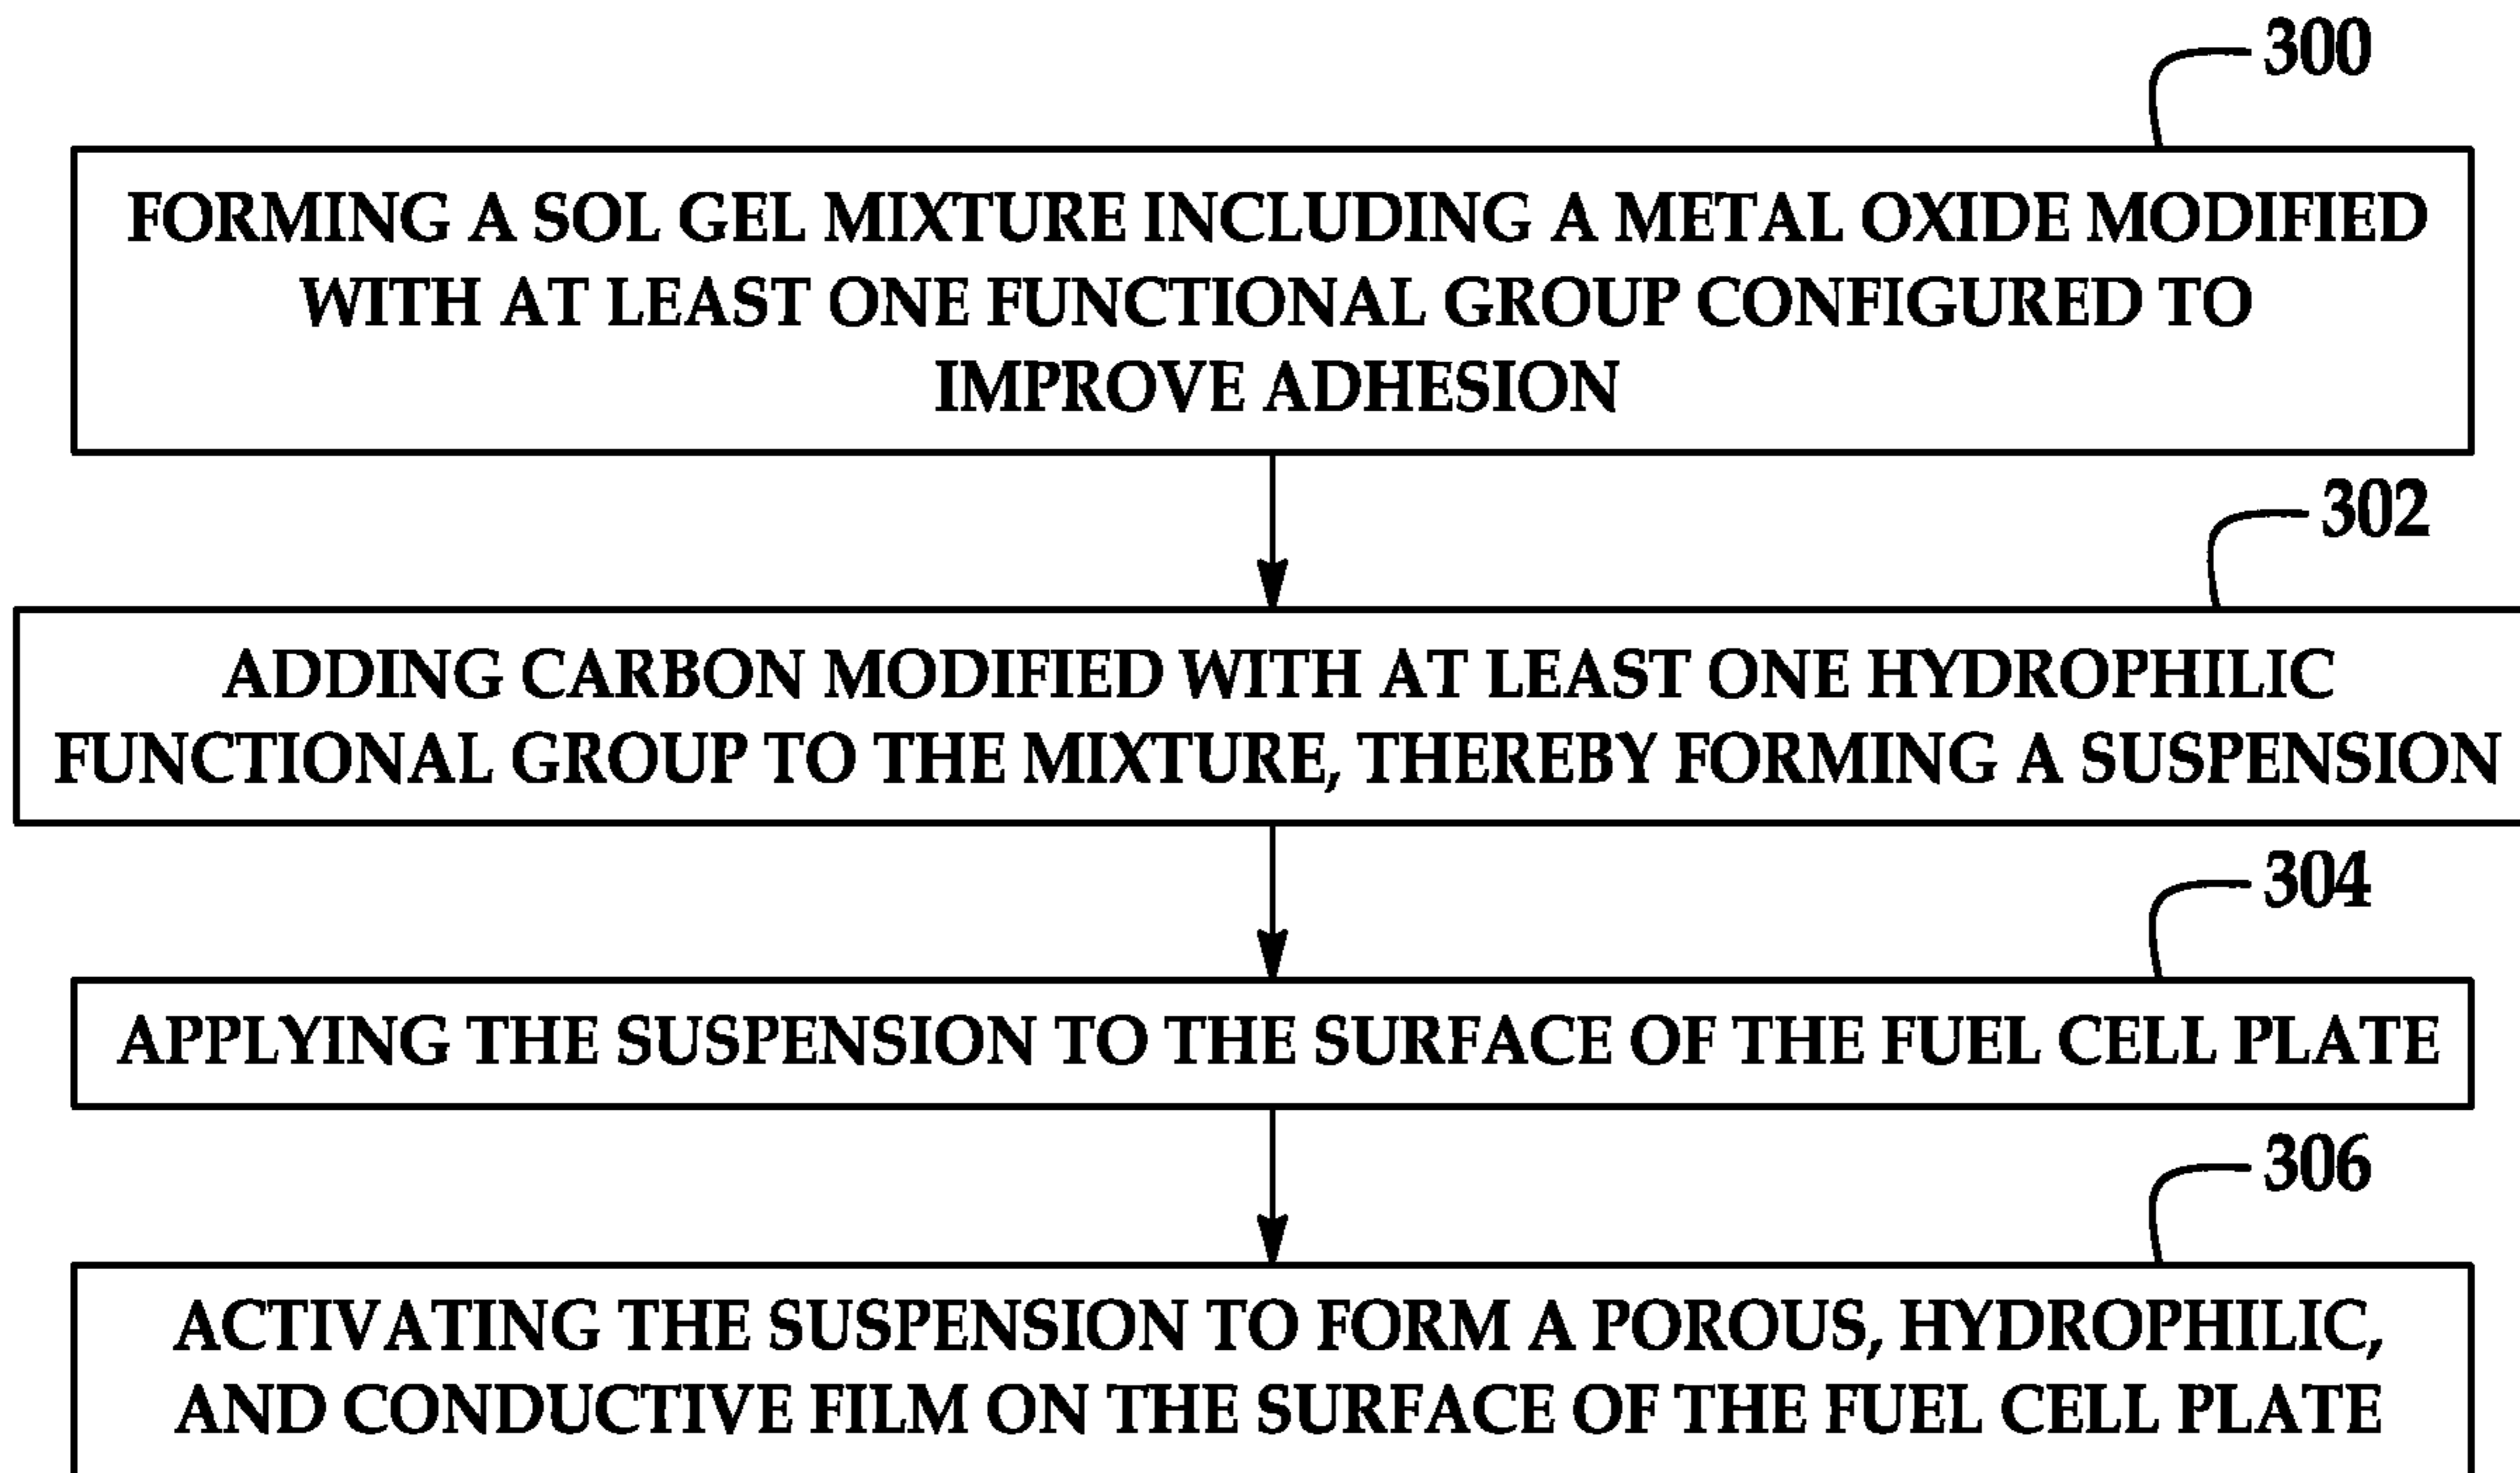 300
FORMING A SOL GEL MIXTURE INCLUDING A METAL OXIDE MODIFIED
WITH AT LEAST ONE FUNCTIONAL GROUP CONFIGURED TO
IMPROVE ADHESION
302
ADDING CARBON MODIFIED WITH AT LEAST ONE HYDROPHILIC
FUNCTIONAL GROUP TO THE MIXTURE, THEREBY FORMING A SUSPENSION
304
APPLYING THE SUSPENSION TO THE SURFACE OF THE FUEL CELL PLATE
306
ACTIVATING THE SUSPENSION TO FORM A POROUS, HYDROPHILIC,
AND CONDUCTIVE FILM ON THE SURFACE OF THE FUEL CELL PLATE